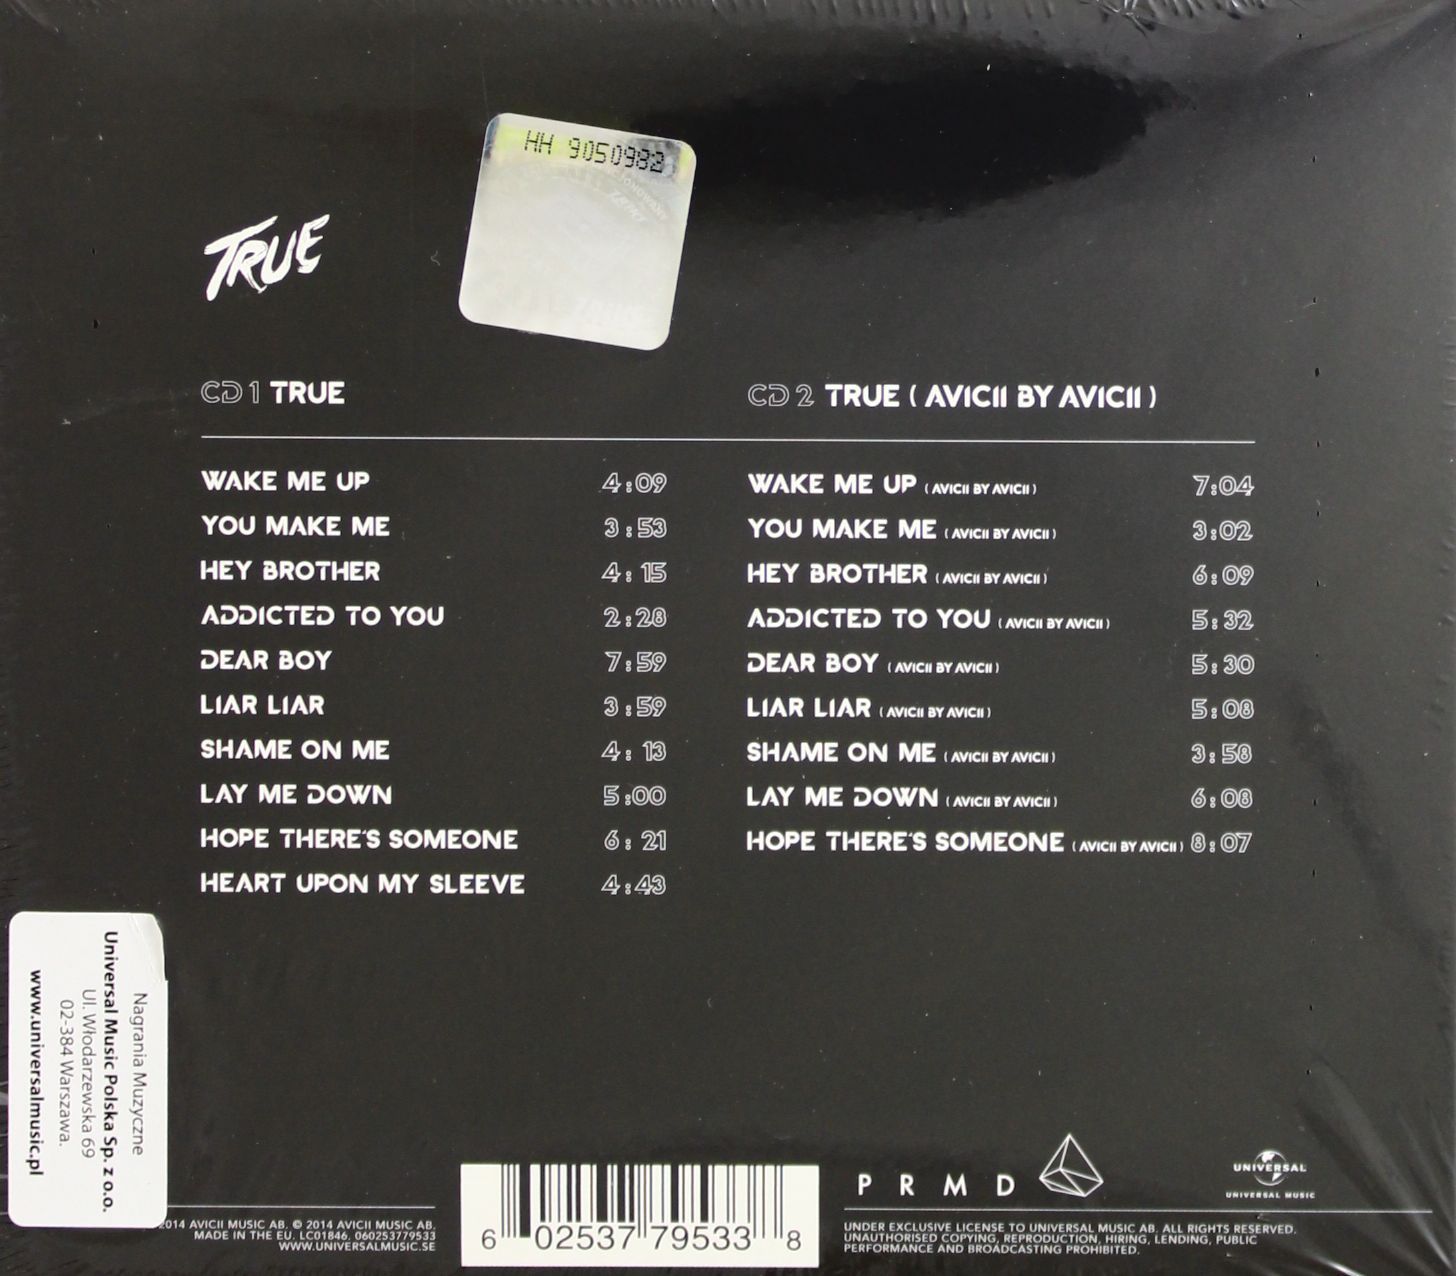 HH 9050982
TRUE
CD 1 TRUE
WAKE ME UP 4:09
YOU MAKE ME 3:53
HEY BROTHER 4:15
ADDICTED TO YOU 2:28
DEAR BOY 7:59
LIAR LIAR 3:59
SHAME ON ME 4:13
LAY ME DOWN 5:00
HOPE THERE'S SOMEONE 6:21
HEART UPON MY SLEEVE 4:43
CD 2 TRUE ( AVICII BY AVICII )
WAKE ME UP ( AVICII BY AVICII ) 7:04
YOU MAKE ME ( AVICII BY AVICII ) 3:02
HEY BROTHER ( AVICII BY AVICII ) 6:09
ADDICTED TO YOU ( AVICII BY AVICII ) 5:32
DEAR BOY ( AVICII BY AVICII ) 5:30
LIAR LIAR ( AVICII BY AVICII ) 5:08
SHAME ON ME ( AVICII BY AVICII ) 3:58
LAY ME DOWN ( AVICII BY AVICII ) 6:08
HOPE THERE'S SOMEONE ( AVICII BY AVICII ) 8:07
Nagrania Muzyczne
Universal Music Polska Sp. z o.o.
Ul. Włodarzewska 69
02-384 Warszawa.
www.universalmusic.pl
2014 AVICII MUSIC AB. © 2014 AVICII MUSIC AB.
MADE IN THE EU. LC01846. 060253779533
WWW.UNIVERSALMUSIC.SE
6 02537 79533 8
PRMD
UNIVERSAL
UNIVERSAL MUSIC
UNDER EXCLUSIVE LICENSE TO UNIVERSAL MUSIC AB. ALL RIGHTS RESERVED.
UNAUTHORISED COPYING, REPRODUCTION, HIRING, LENDING, PUBLIC
PERFORMANCE AND BROADCASTING PROHIBITED.